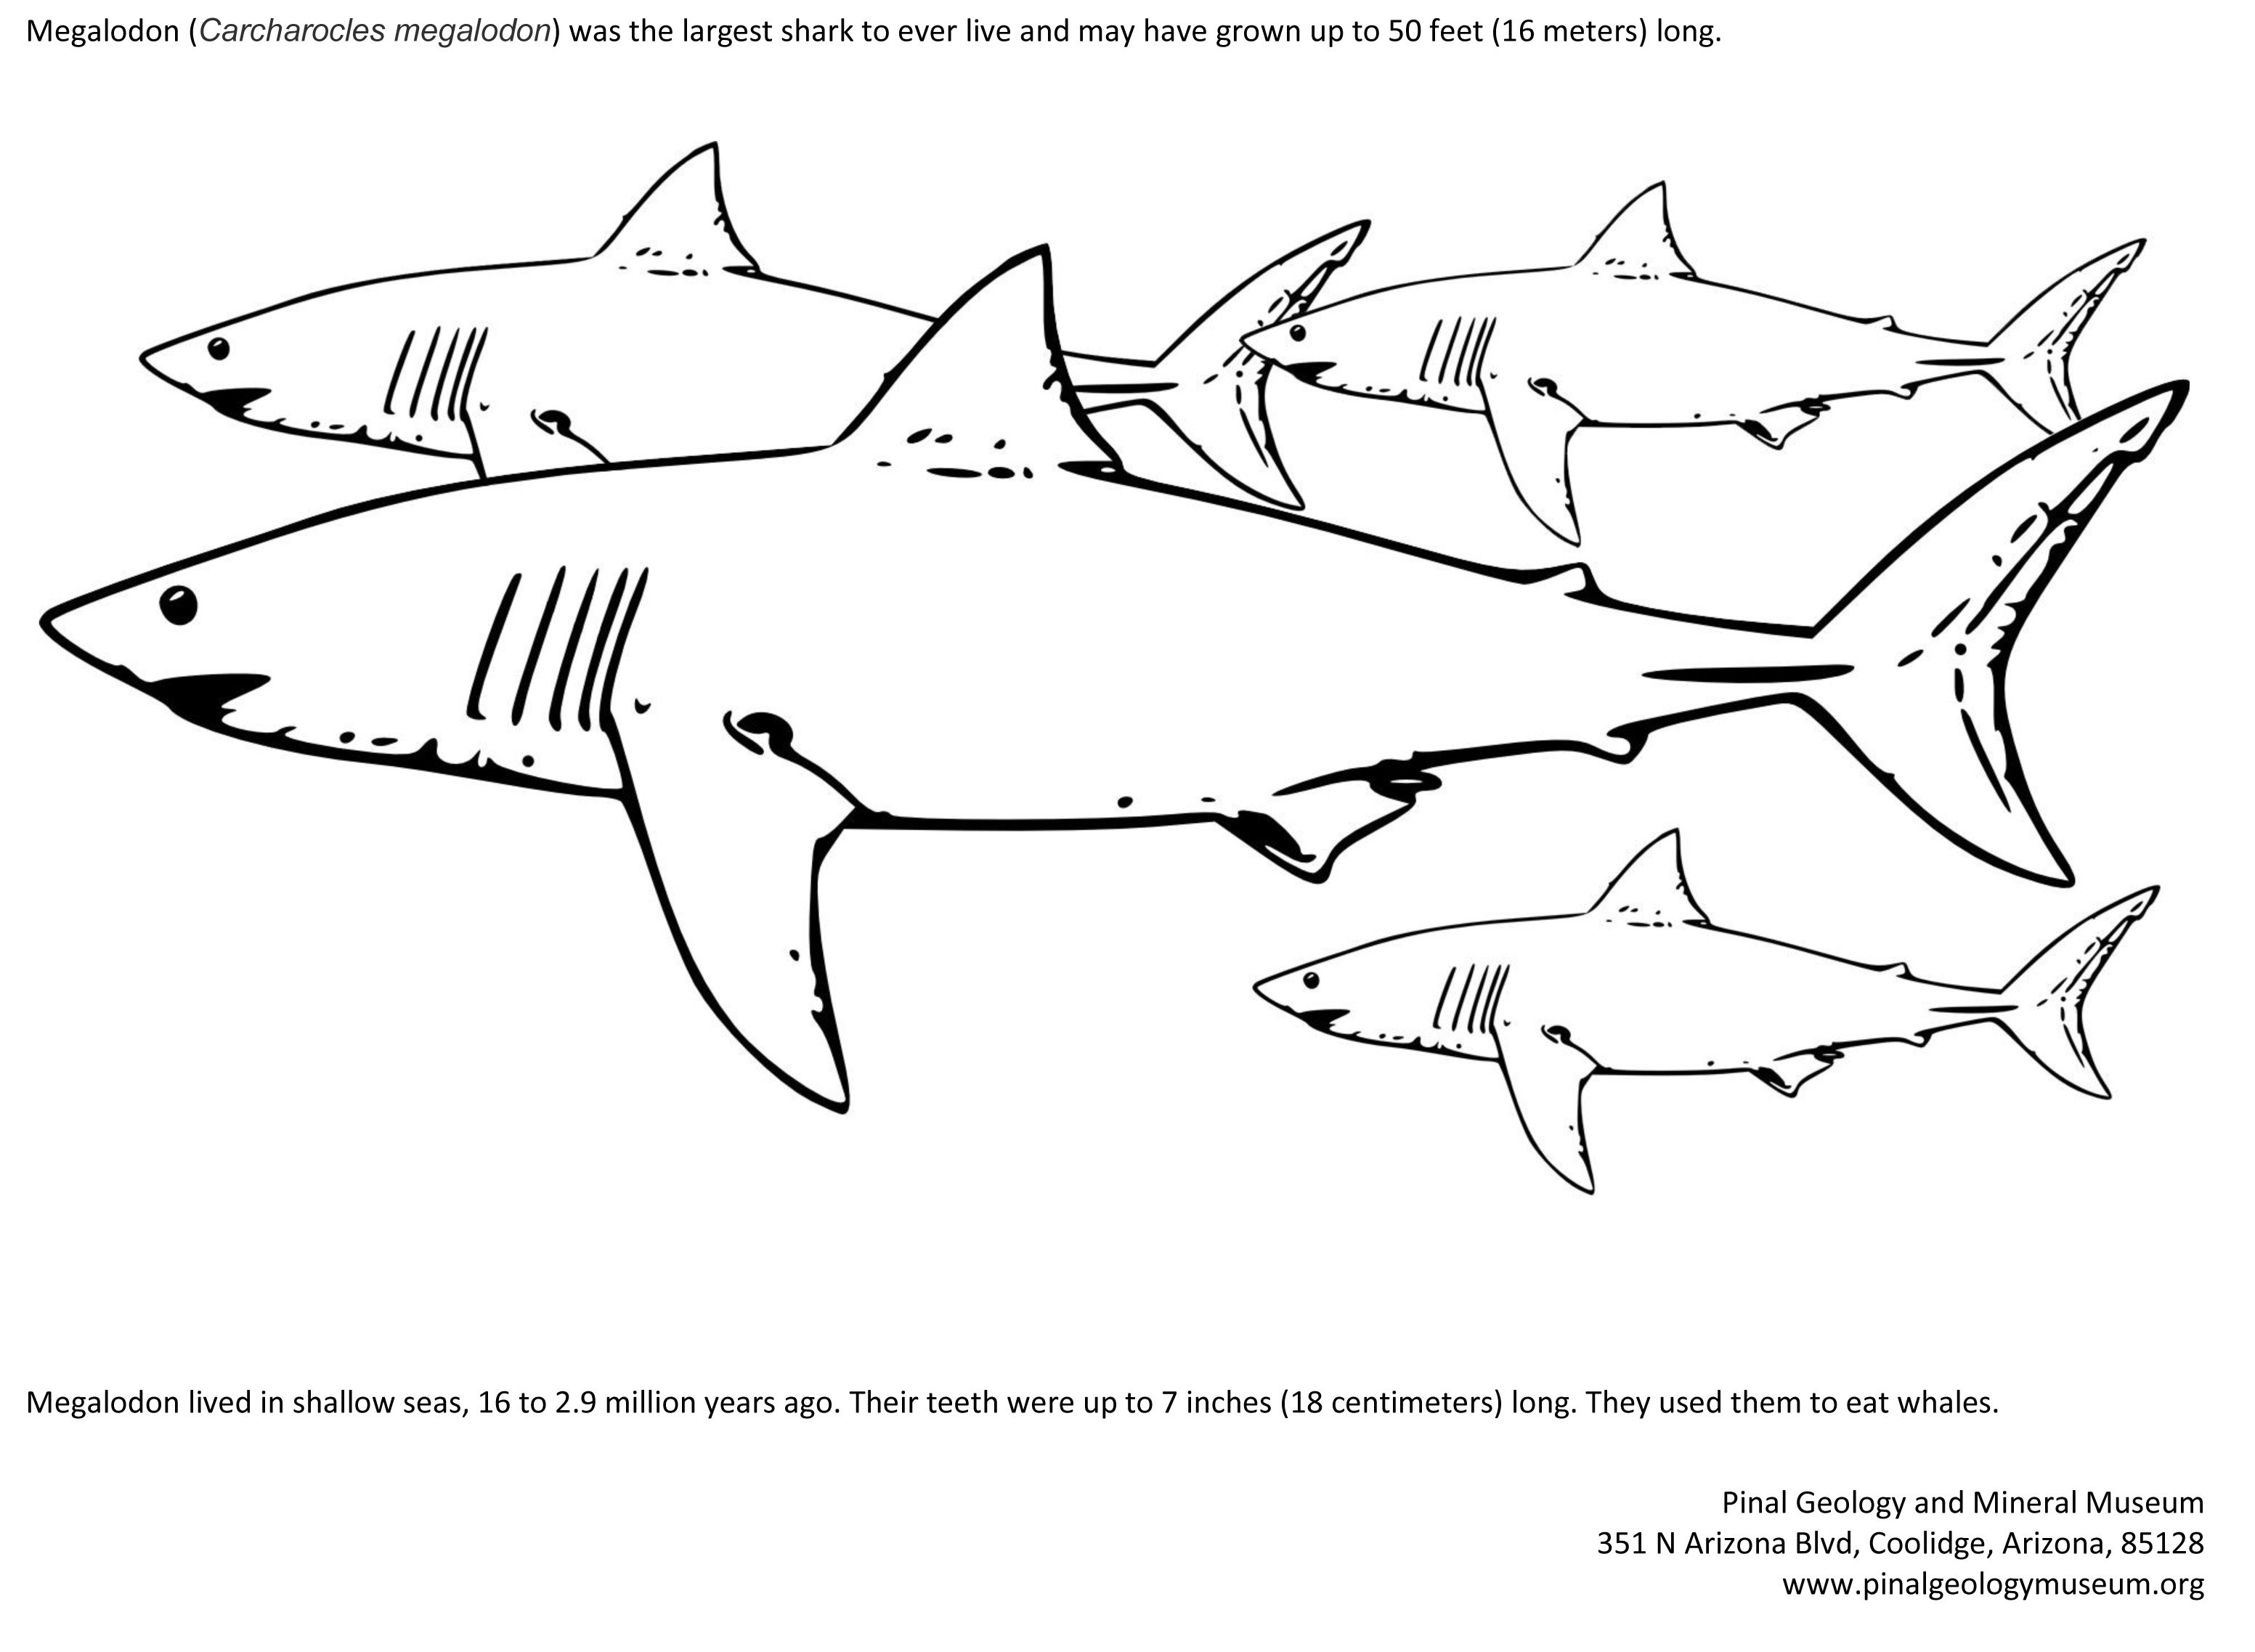 Megalodon (Carcharocles megalodon) was the largest shark to ever live and may have grown up to 50 feet (16 meters) long.
Megalodon lived in shallow seas, 16 to 2.9 million years ago. Their teeth were up to 7 inches (18 centimeters) long. They used them to eat whales.
Pinal Geology and Mineral Museum
351 N Arizona Blvd, Coolidge, Arizona, 85128
www.pinalgeologymuseum.org